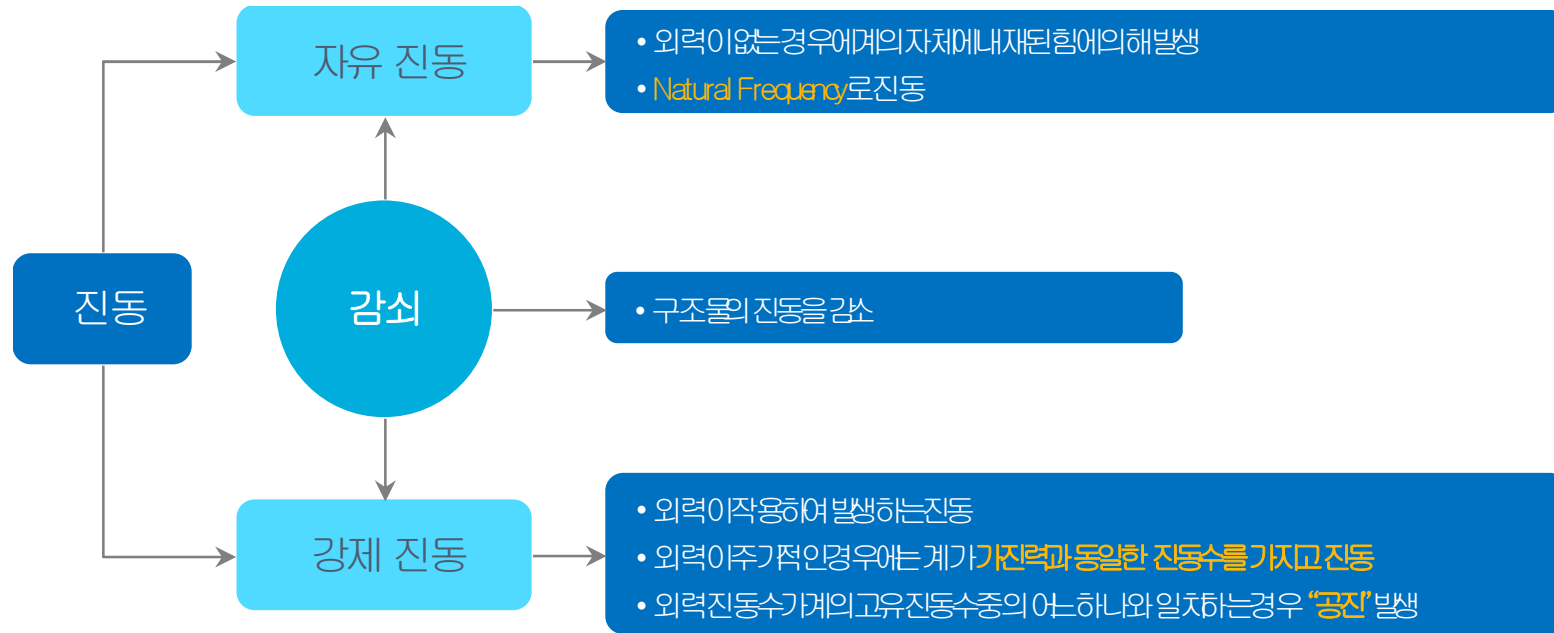 자유 진동
• 외력이 없는 경우에 계의 자체에 내재된 힘에 의해 발생
• Natural Frequency로 진동
진동
감쇠
• 구조물의 진동을 감소
강제 진동
• 외력이 작용하여 발생하는 진동
• 외력이 주기적인 경우에는 계가 가진력과 동일한 진동수를 가지고 진동
• 외력 진동수가 계의 고유진동수 중의 어느 하나와 일치하는 경우 “공진” 발생